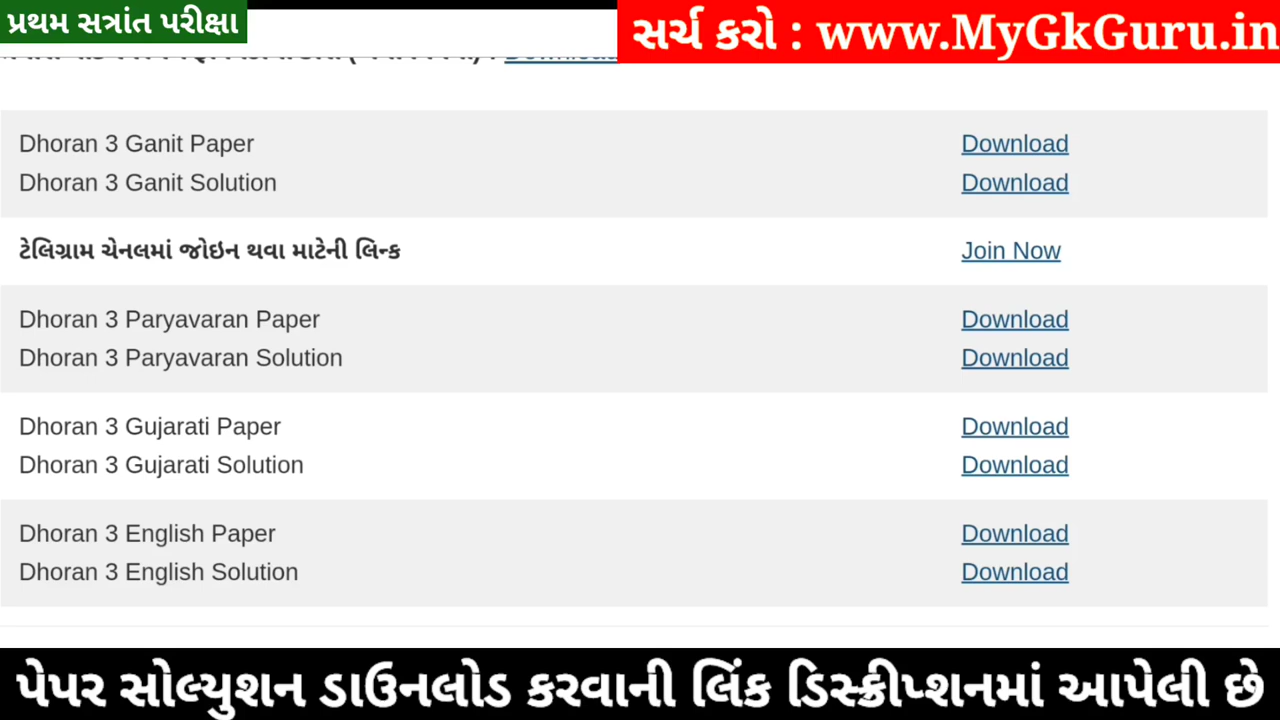 પ્રથમ સત્રાંત પરીક્ષા
સર્ચ કરો : www.MyGkGuru.in
Download
Dhoran 3 Ganit Paper Download
Dhoran 3 Ganit Solution Download
ટેલિગ્રામ ચેનલમાં જોઇન થવા માટેની લિન્ક Join Now
Dhoran 3 Paryavaran Paper Download
Dhoran 3 Paryavaran Solution Download
Dhoran 3 Gujarati Paper Download
Dhoran 3 Gujarati Solution Download
Dhoran 3 English Paper Download
Dhoran 3 English Solution Download
પેપર સોલ્યુશન ડાઉનલોડ કરવાની લિંક ડિસ્ક્રીપ્શનમાં આપેલી છે